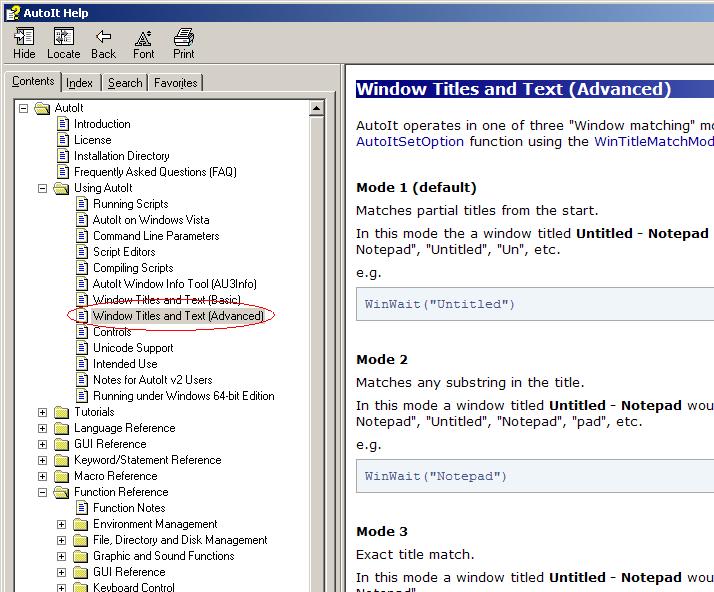 AutoIt Help
Hide Locate Back Font Print
Contents Index Search Favorites
AutoIt
Introduction
License
Installation Directory
Frequently Asked Questions (FAQ)
Using AutoIt
Running Scripts
AutoIt on Windows Vista
Command Line Parameters
Script Editors
Compiling Scripts
AutoIt Window Info Tool (AU3Info)
Window Titles and Text (Basic)
Window Titles and Text (Advanced)
Controls
Unicode Support
Intended Use
Notes for AutoIt v2 Users
Running under Windows 64-bit Edition
Tutorials
Language Reference
GUI Reference
Keyword/Statement Reference
Macro Reference
Function Reference
Function Notes
Environment Management
File, Directory and Disk Management
Graphic and Sound Functions
GUI Reference
Keyboard Control
Window Titles and Text (Advanced)
AutoIt operates in one of three "Window matching" mo
AutoItSetOption function using the WinTitleMatchMod
Mode 1 (default)
Matches partial titles from the start.
In this mode the a window titled Untitled - Notepad
Notepad", "Untitled", "Un", etc.
e.g.
WinWait("Untitled")
Mode 2
Matches any substring in the title.
In this mode a window titled Untitled - Notepad wou
Notepad", "Untitled", "Notepad", "pad", etc.
e.g.
WinWait("Notepad")
Mode 3
Exact title match.
In this mode a window titled Untitled - Notepad wou
Notepad"